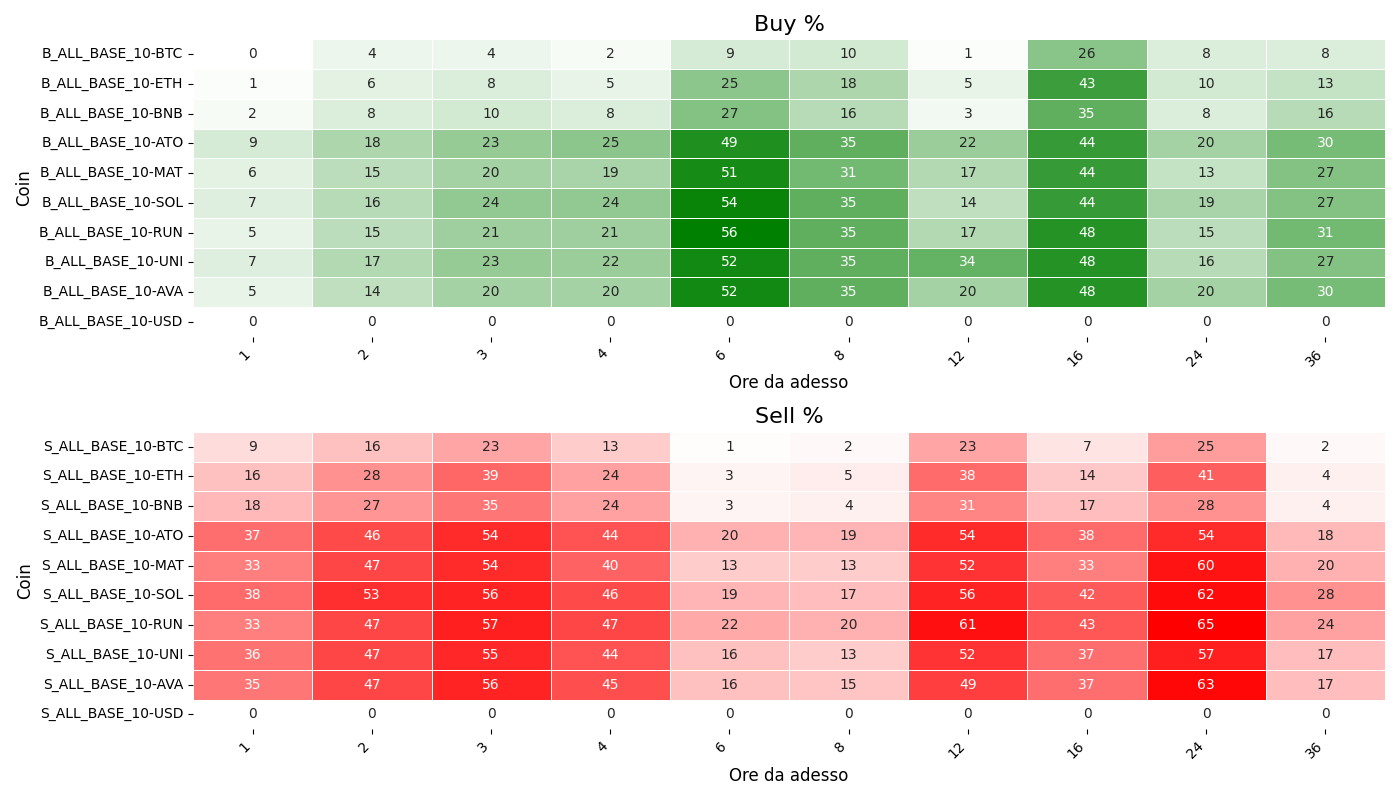 Buy %
Coin
B_ALL_BASE_10-BTC 0 4 4 2 9 10 1 26 8 8
B_ALL_BASE_10-ETH 1 6 8 5 25 18 5 43 10 13
B_ALL_BASE_10-BNB 2 8 10 8 27 16 3 35 8 16
B_ALL_BASE_10-ATO 9 18 23 25 49 35 22 44 20 30
B_ALL_BASE_10-MAT 6 15 20 19 51 31 17 44 13 27
B_ALL_BASE_10-SOL 7 16 24 24 54 35 14 44 19 27
B_ALL_BASE_10-RUN 5 15 21 21 56 35 17 48 15 31
B_ALL_BASE_10-UNI 7 17 23 22 52 35 34 48 16 27
B_ALL_BASE_10-AVA 5 14 20 20 52 35 20 48 20 30
B_ALL_BASE_10-USD 0 0 0 0 0 0 0 0 0 0
1 2 3 4 6 8 12 16 24 36
Ore da adesso
Sell %
Coin
S_ALL_BASE_10-BTC 9 16 23 13 1 2 23 7 25 2
S_ALL_BASE_10-ETH 16 28 39 24 3 5 38 14 41 4
S_ALL_BASE_10-BNB 18 27 35 24 3 4 31 17 28 4
S_ALL_BASE_10-ATO 37 46 54 44 20 19 54 38 54 18
S_ALL_BASE_10-MAT 33 47 54 40 13 13 52 33 60 20
S_ALL_BASE_10-SOL 38 53 56 46 19 17 56 42 62 28
S_ALL_BASE_10-RUN 33 47 57 47 22 20 61 43 65 24
S_ALL_BASE_10-UNI 36 47 55 44 16 13 52 37 57 17
S_ALL_BASE_10-AVA 35 47 56 45 16 15 49 37 63 17
S_ALL_BASE_10-USD 0 0 0 0 0 0 0 0 0 0
1 2 3 4 6 8 12 16 24 36
Ore da adesso